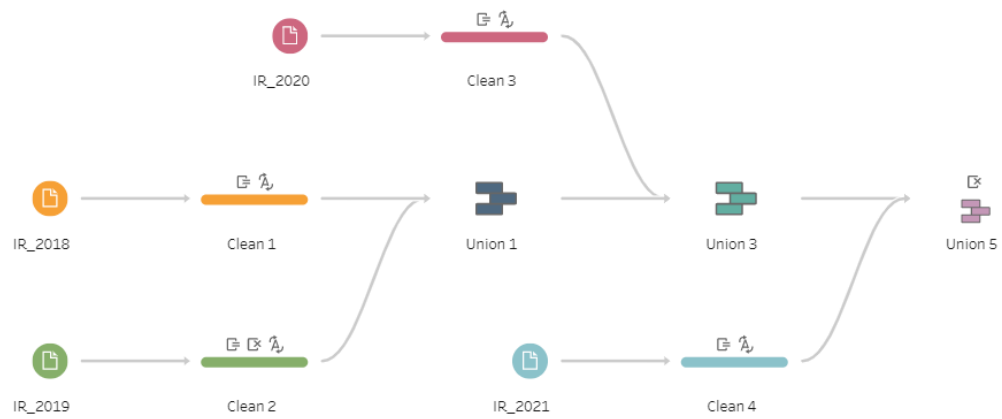 IR_2020
Clean 3
IR_2018
Clean 1
Union 1
Union 3
Union 5
IR_2019
Clean 2
IR_2021
Clean 4